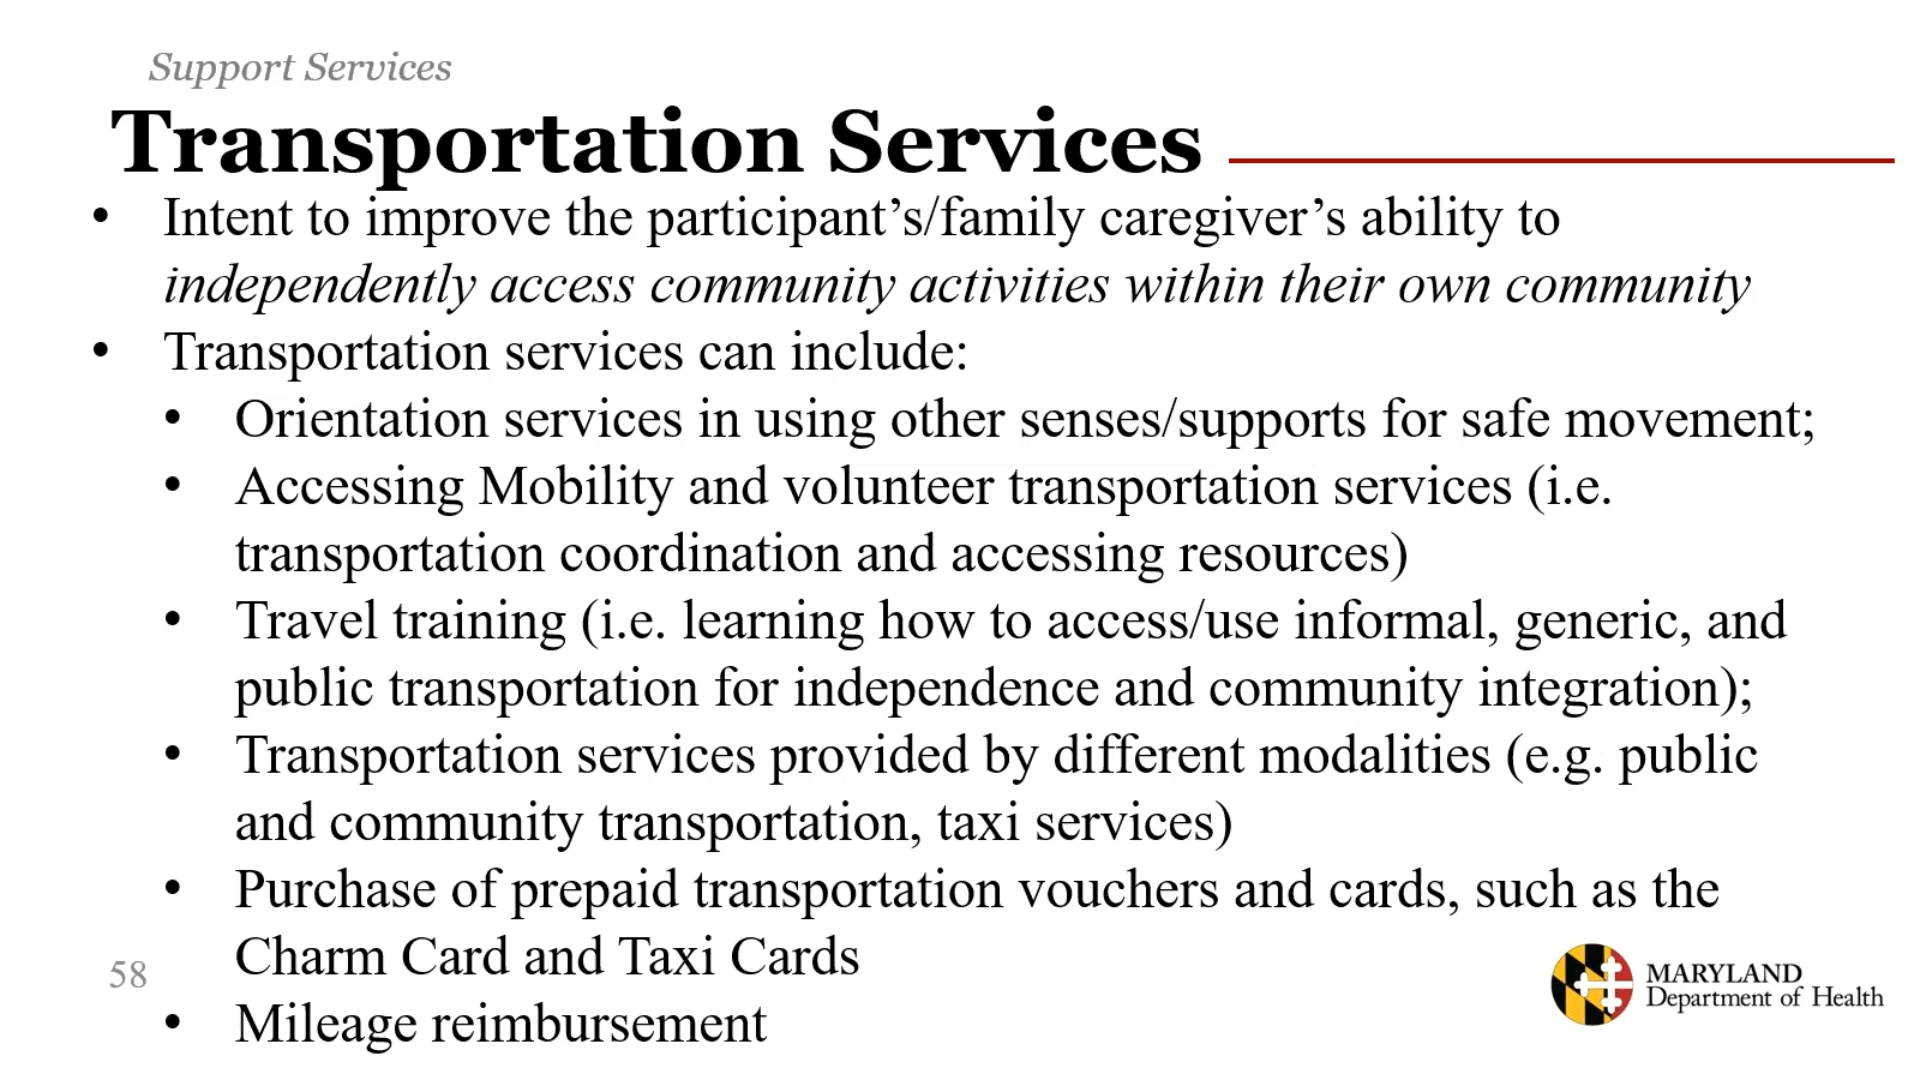 Support Services
Transportation Services
• Intent to improve the participant’s/family caregiver’s ability to
independently access community activities within their own community
• Transportation services can include:
• Orientation services in using other senses/supports for safe movement;
• Accessing Mobility and volunteer transportation services (i.e.
transportation coordination and accessing resources)
• Travel training (i.e. learning how to access/use informal, generic, and
public transportation for independence and community integration);
• Transportation services provided by different modalities (e.g. public
and community transportation, taxi services)
• Purchase of prepaid transportation vouchers and cards, such as the
Charm Card and Taxi Cards
• Mileage reimbursement
58
MARYLAND
Department of Health